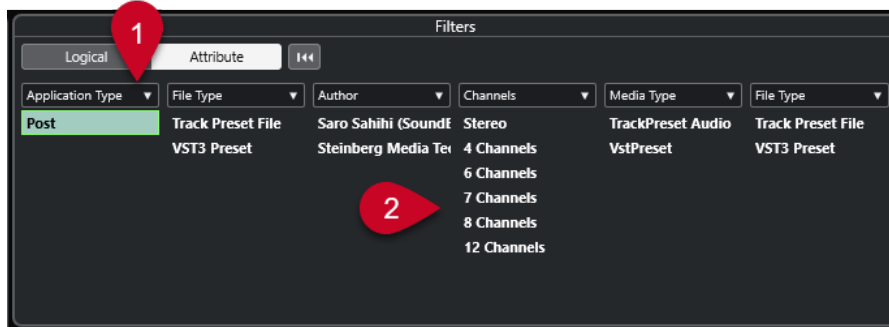 Filters
1
Logical
Attribute
Application Type
File Type
Author
Channels
Media Type
File Type
Post
Track Preset File
Saro Sahihi (SoundE
Stereo
TrackPreset Audio
Track Preset File
VST3 Preset
Steinberg Media Tec
4 Channels
VstPreset
VST3 Preset
6 Channels
7 Channels
2
8 Channels
12 Channels